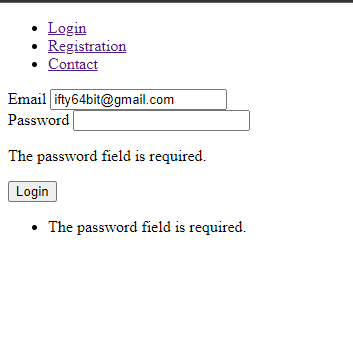 Login
Registration
Contact
Email ifty64bit@gmail.com
Password
The password field is required.
Login
The password field is required.